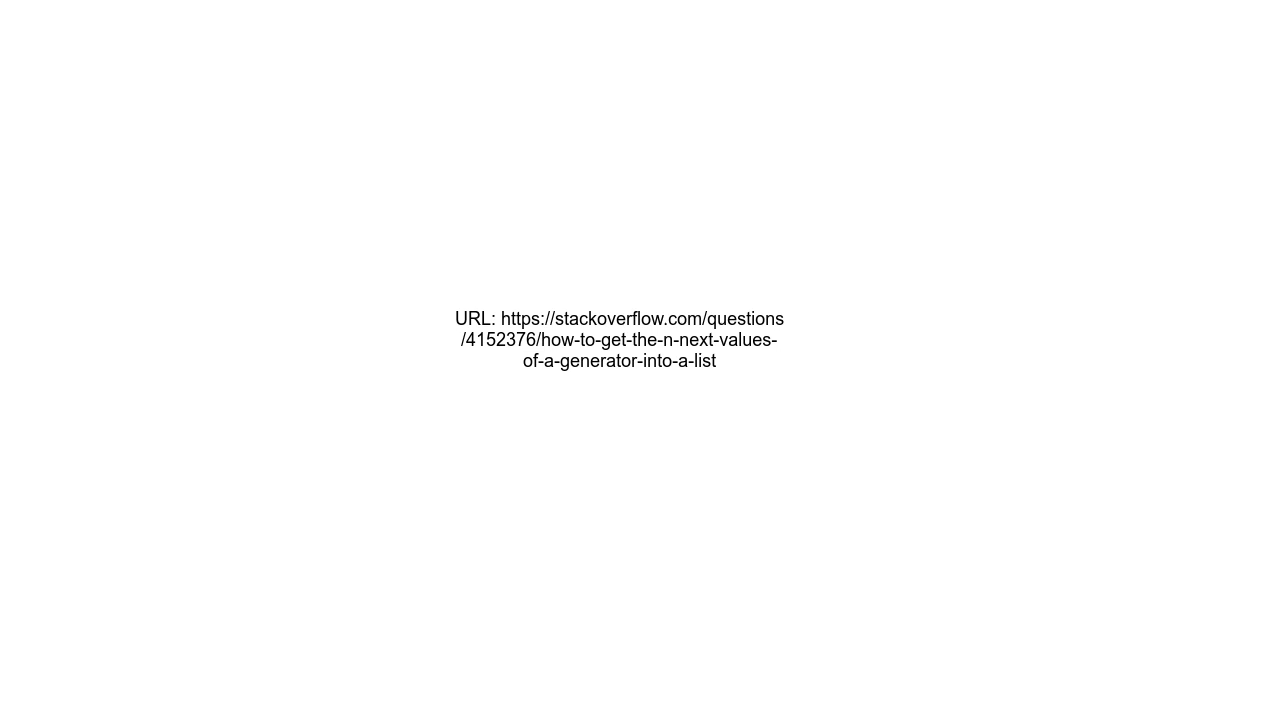 URL: https://stackoverflow.com/questions
/4152376/how-to-get-the-n-next-values-
of-a-generator-into-a-list